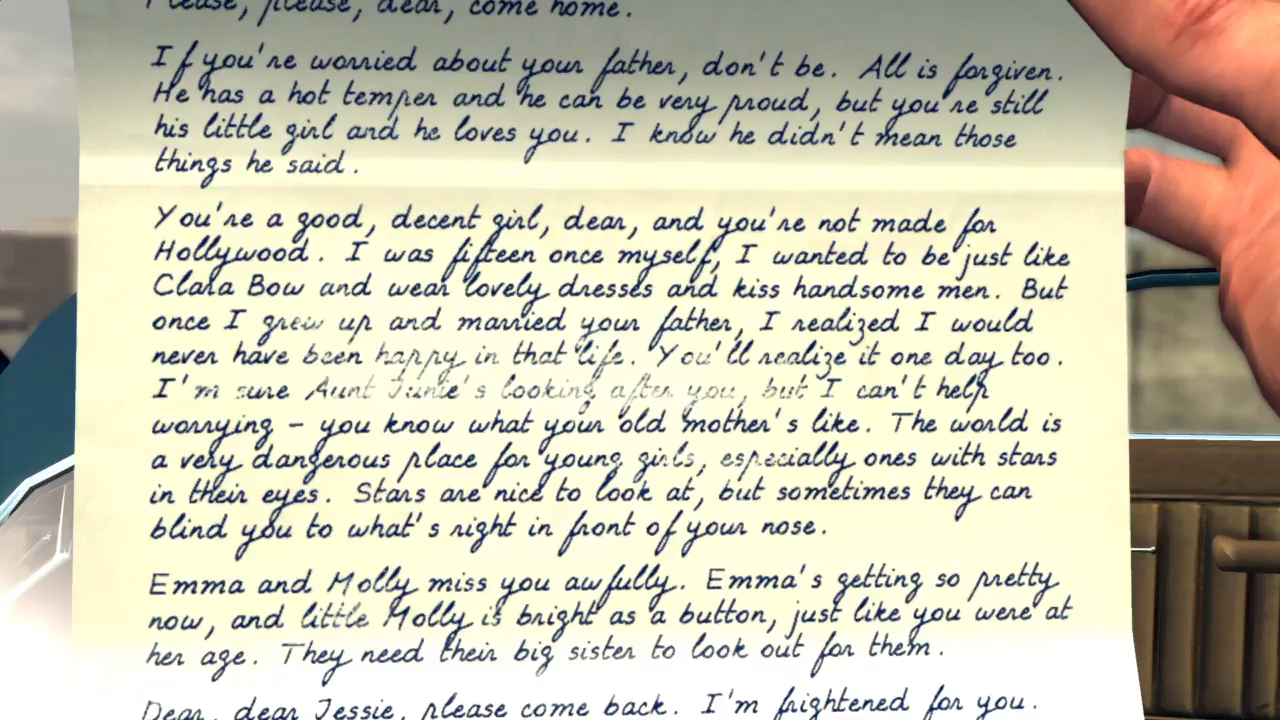 Please, please, dear, come home.
If you're worried about your father, don't be. All is forgiven.
He has a hot temper and he can be very proud, but you're still
his little girl and he loves you. I know he didn't mean those
things he said.
You're a good, decent girl, dear, and you're not made for
Hollywood. I was fifteen once myself, I wanted to be just like
Clara Bow and wear lovely dresses and kiss handsome men. But
once I grew up and married your father, I realized I would
never have been happy in that life. You'll realize it one day too.
I'm sure Aunt Junie's looking after you, but I can't help
worrying - you know what your old mother's like. The world is
a very dangerous place for young girls, especially ones with stars
in their eyes. Stars are nice to look at, but sometimes they can
blind you to what's right in front of your nose.
Emma and Molly miss you awfully. Emma's getting so pretty
now, and little Molly is bright as a button, just like you were at
her age. They need their big sister to look out for them.
Dear, dear Jessie, please come back. I'm frightened for you.